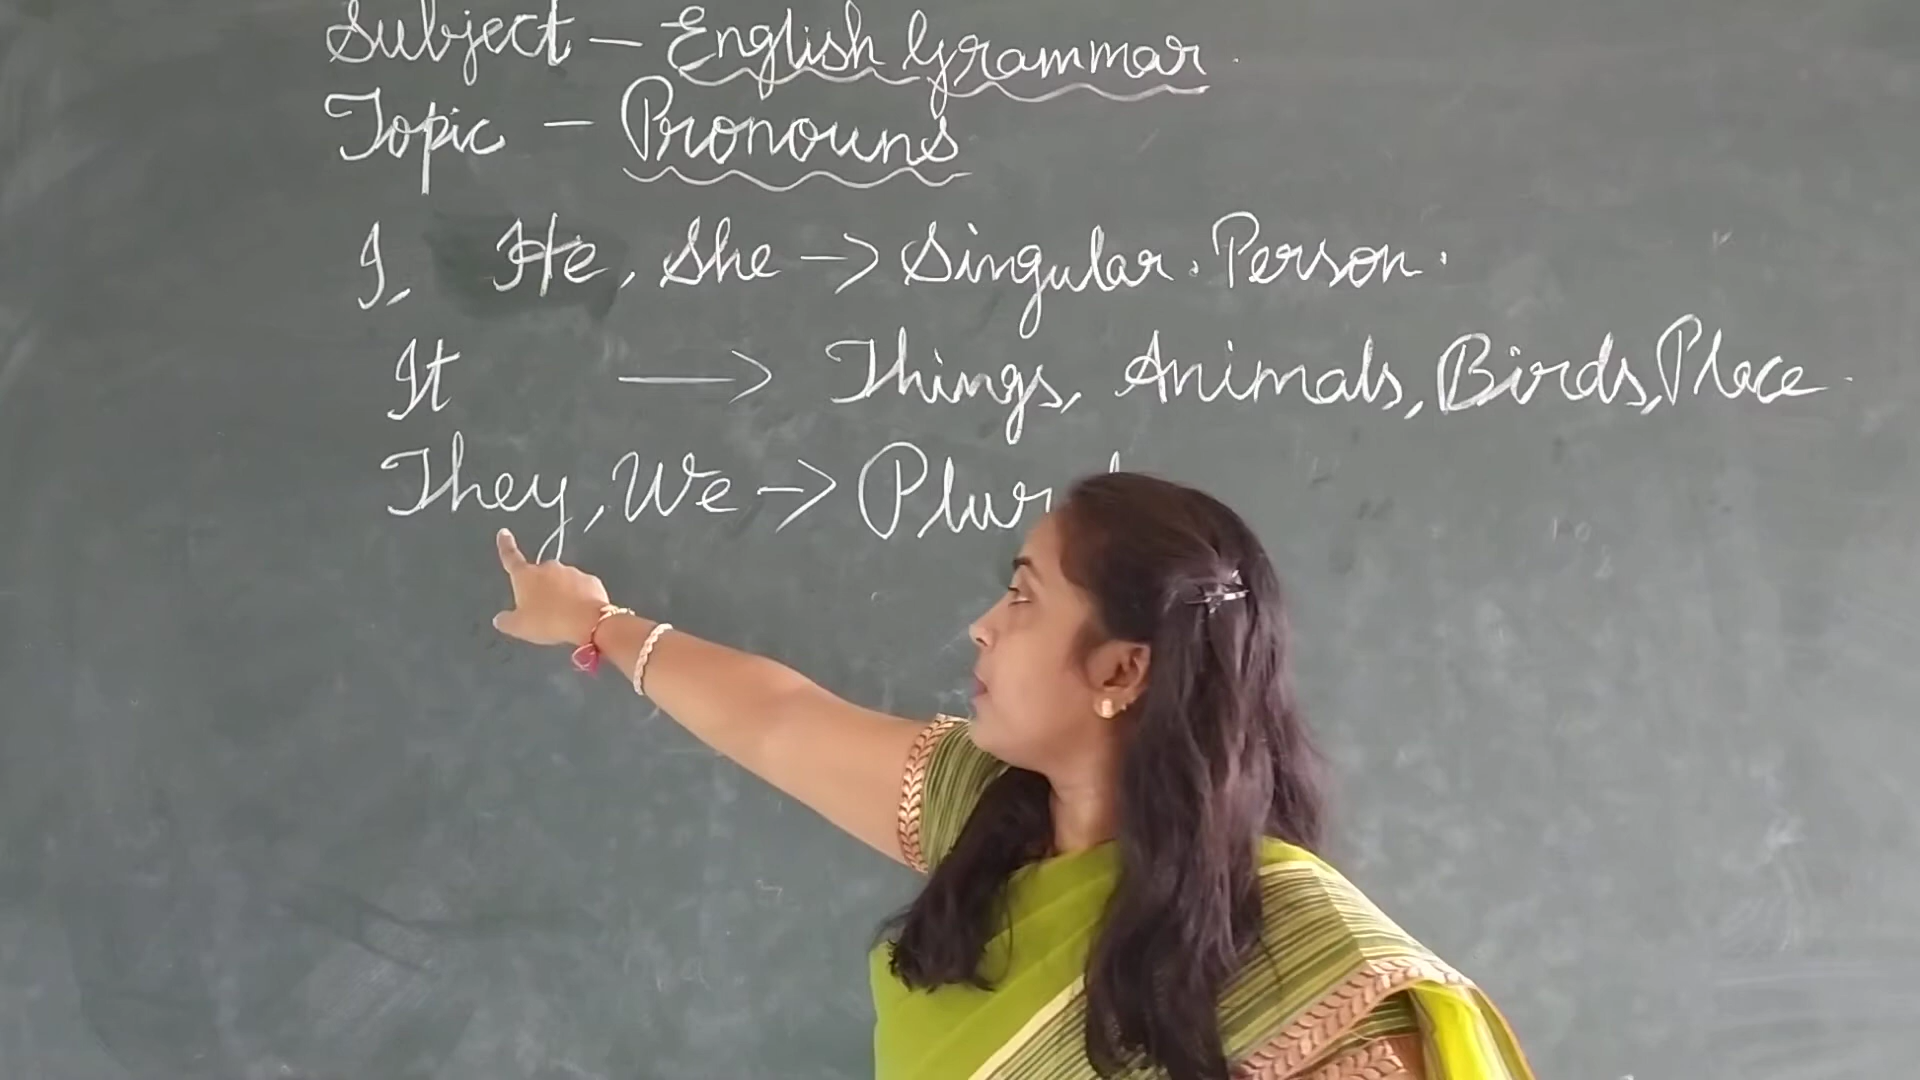 Subject - English Grammar.
Topic - Pronouns
I, He, She -> Singular. Person.
It -> Things, Animals, Birds, Place.
They, We ->